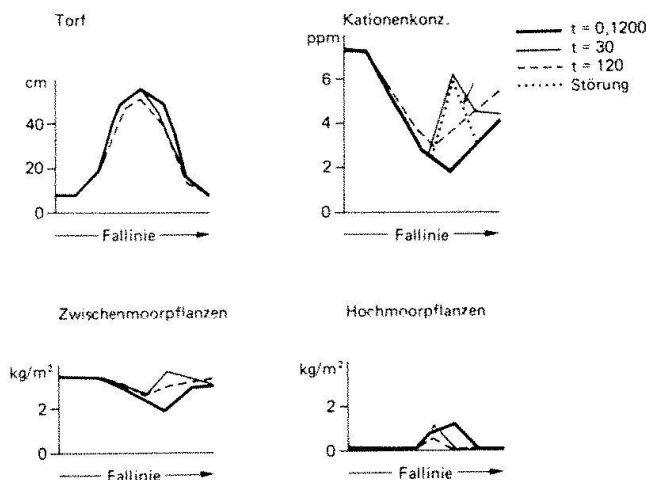 Torf
cm
40
20
0
Fallinie
Kationenkonz.
ppm
6
4
2
0
Fallinie
t = 0,1200
t = 30
t = 120
Störung
Zwischenmoorpflanzen
kg/m²
2
0
Fallinie
Hochmoorpflanzen
kg/m²
2
0
Fallinie